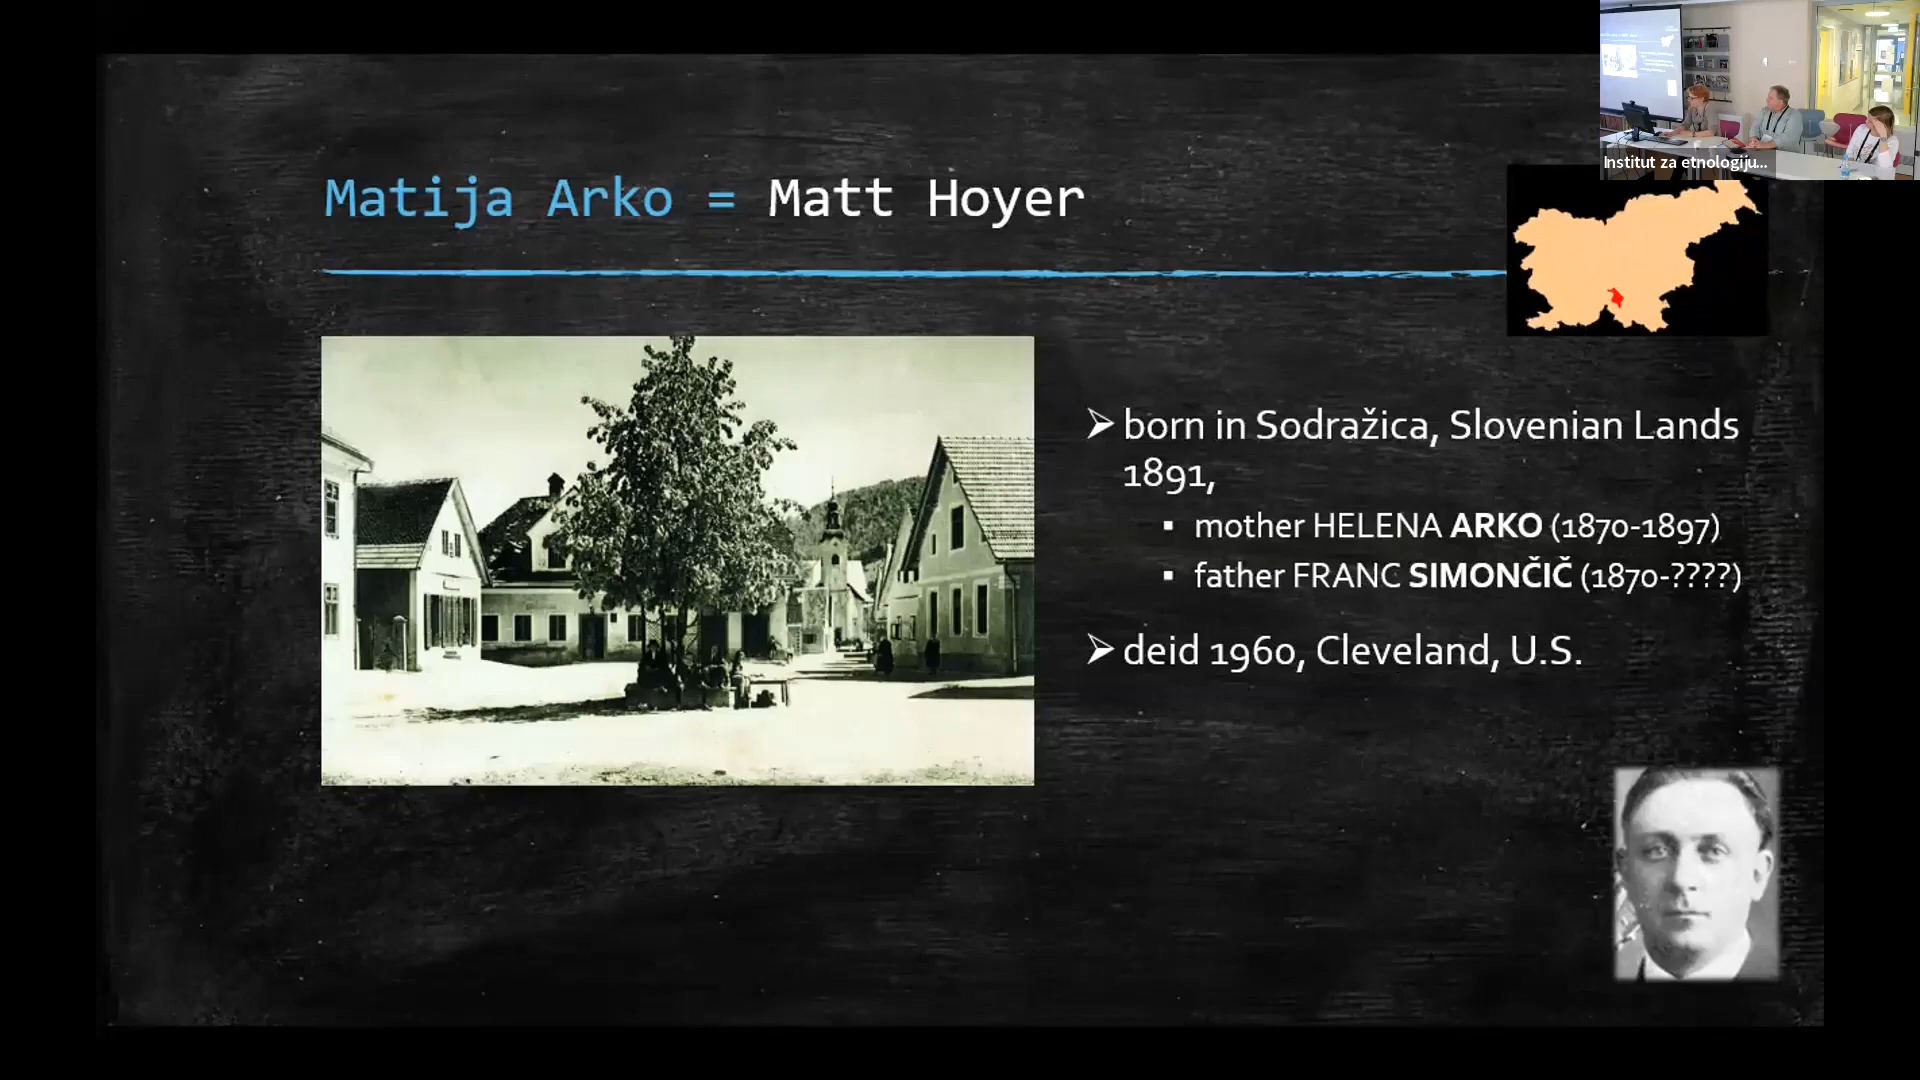 Institut za etnologiju...
Matija Arko = Matt Hoyer
born in Sodražica, Slovenian Lands
1891,
mother HELENA ARKO (1870-1897)
father FRANC SIMONČIČ (1870-????)
deid 1960, Cleveland, U.S.